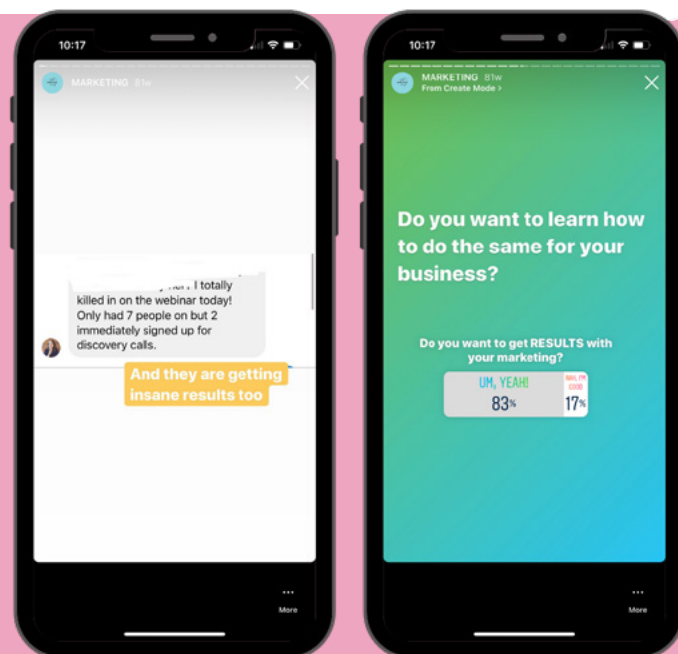 10:17
MARKETING 81w
I totally
killed in on the webinar today!
Only had 7 people on but 2
immediately signed up for
discovery calls.
And they are getting
insane results too
More
10:17
MARKETING 81w
From Create Mode >
Do you want to learn how
to do the same for your
business?
Do you want to get RESULTS with
your marketing?
UM, YEAH!
83%
NAH, I'M
GOOD
17%
More